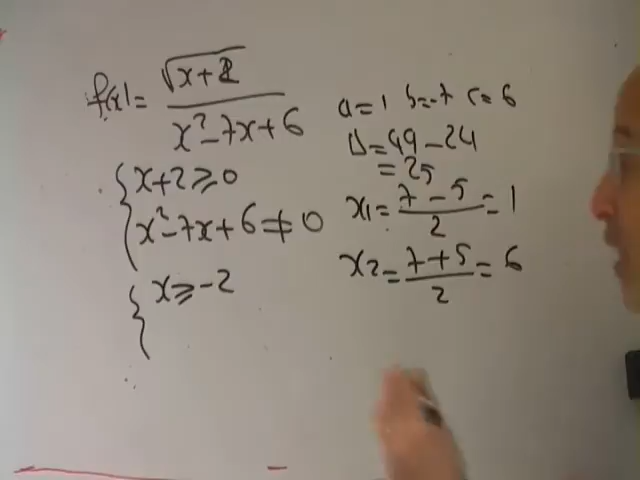 f(x) = √(x+2) / (x² - 7x + 6)
{ x+2 ≥ 0
x² - 7x + 6 ≠ 0
{ x ≥ -2
a=1 b=-7 c=6
Δ=49-24
=25
x1 = (7-5)/2 = 1
x2 = (7+5)/2 = 6